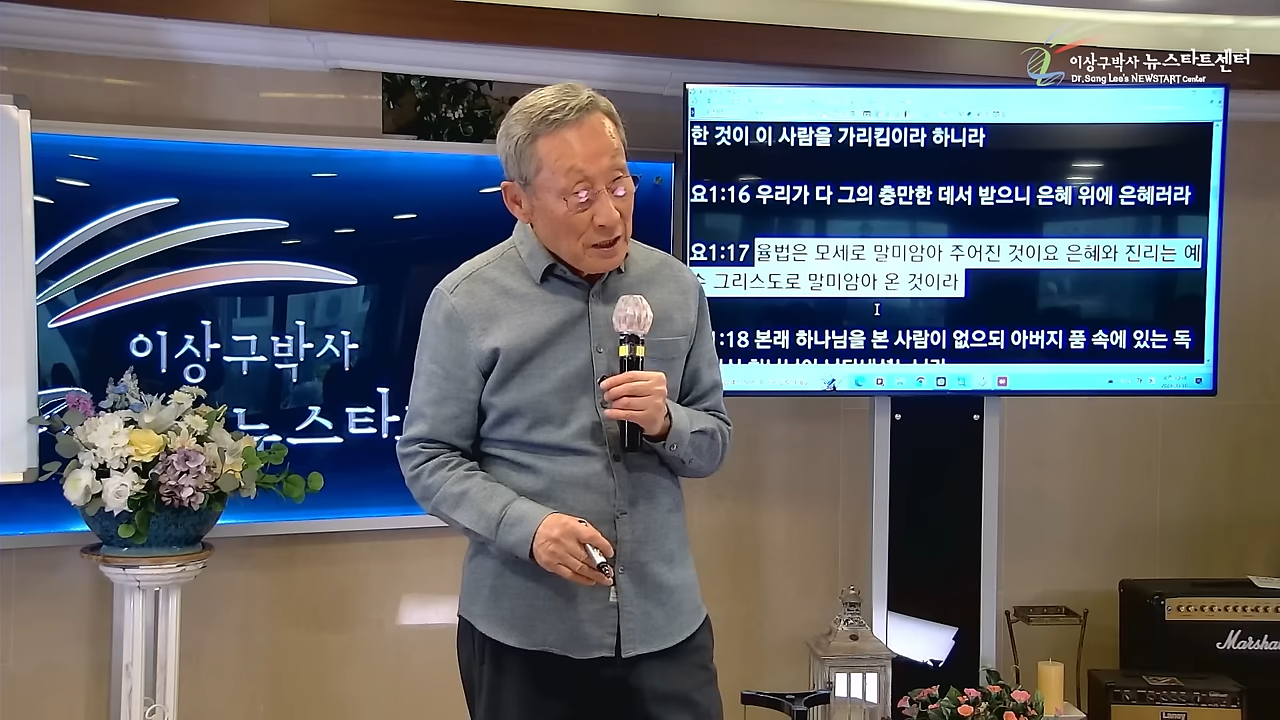 이상구박사 뉴스타트센터
Dr. Sang Lee's NEWSTART Center
한 것이 이 사람을 가리킴이라 하니라
요1:16 우리가 다 그의 충만한 데서 받으니 은혜 위에 은혜러라
요1:17 율법은 모세로 말미암아 주어진 것이요 은혜와 진리는 예
그리스도로 말미암아 온 것이라
1:18 본래 하나님을 본 사람이 없으되 아버지 품 속에 있는 독
이상구박사
뉴스타
Marsha
Laney